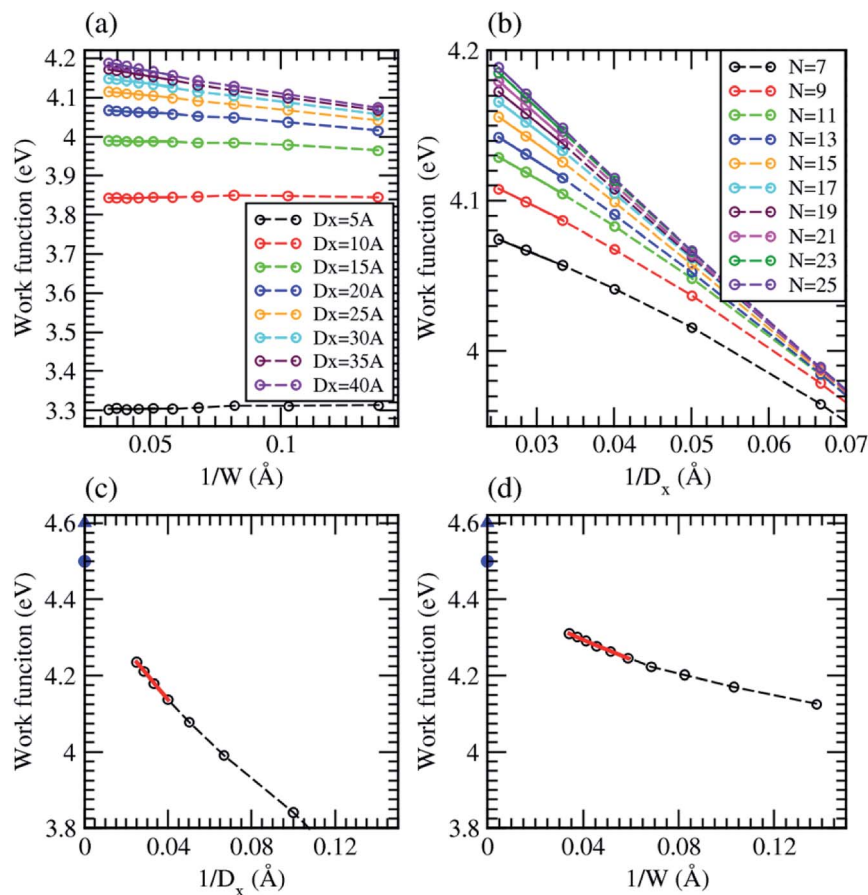 (a)
4.2
4.1
4
3.9
3.8
3.7
3.6
3.5
3.4
3.3
Work function (eV)
Dx=5A
Dx=10A
Dx=15A
Dx=20A
Dx=25A
Dx=30A
Dx=35A
Dx=40A
0.05
0.1
1/W (Å)
(b)
4.2
4.1
4
Work function (eV)
N=7
N=9
N=11
N=13
N=15
N=17
N=19
N=21
N=23
N=25
0.03
0.04
0.05
0.06
0.07
1/Dₓ (Å)
(c)
4.6
4.4
4.2
4
3.8
Work funciton (eV)
0
0.04
0.08
0.12
1/Dₓ (Å)
(d)
4.6
4.4
4.2
4
3.8
Work function (eV)
0
0.04
0.08
0.12
1/W (Å)